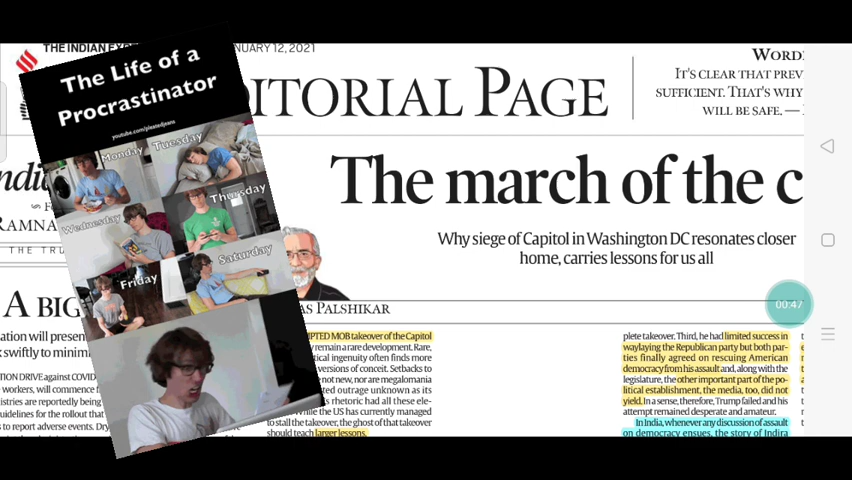 THE INDIAN
NUARY 12, 2021
The Life of a
Procrastinator
youtube.com/pleatedjeans
Monday
Tuesday
Wednesday
Thursday
Friday
Saturday
ITORIAL PAGE
WORD
IT'S CLEAR THAT PREV
SUFFICIENT. THAT'S WHY
WILL BE SAFE. —
RAMNA
THE TRU
The march of the c
Why siege of Capitol in Washington DC resonates closer
home, carries lessons for us all
AS PALSHIKAR
00:47
A BIG
ation will presen
swiftly to minim
TION DRIVE against COVID
workers, will commence
stries are reportedly being
uidelines for the rollout that
s to report adverse events. Dry
IPTED MOB takeover of the Capitol
y remain a rare development. Rare,
tical ingenuity often finds more
versions of conceit. Setbacks to
not new, nor are megalomania
ted outrage unknown as its
s rhetoric had all these ele-
While the US has currently managed
to stall the takeover, the ghost of that takeover
should teach larger lessons.
plete takeover. Third, he had limited success in
waylaying the Republican party but both par-
ties finally agreed on rescuing American
democracy from his assault and, along with the
legislature, the other important part of the po-
litical establishment, the media, too, did not
yield. In a sense, therefore, Trump failed and his
attempt remained desperate and amateur.
In India, whenever any discussion of assault
on democracy ensues, the story of Indira